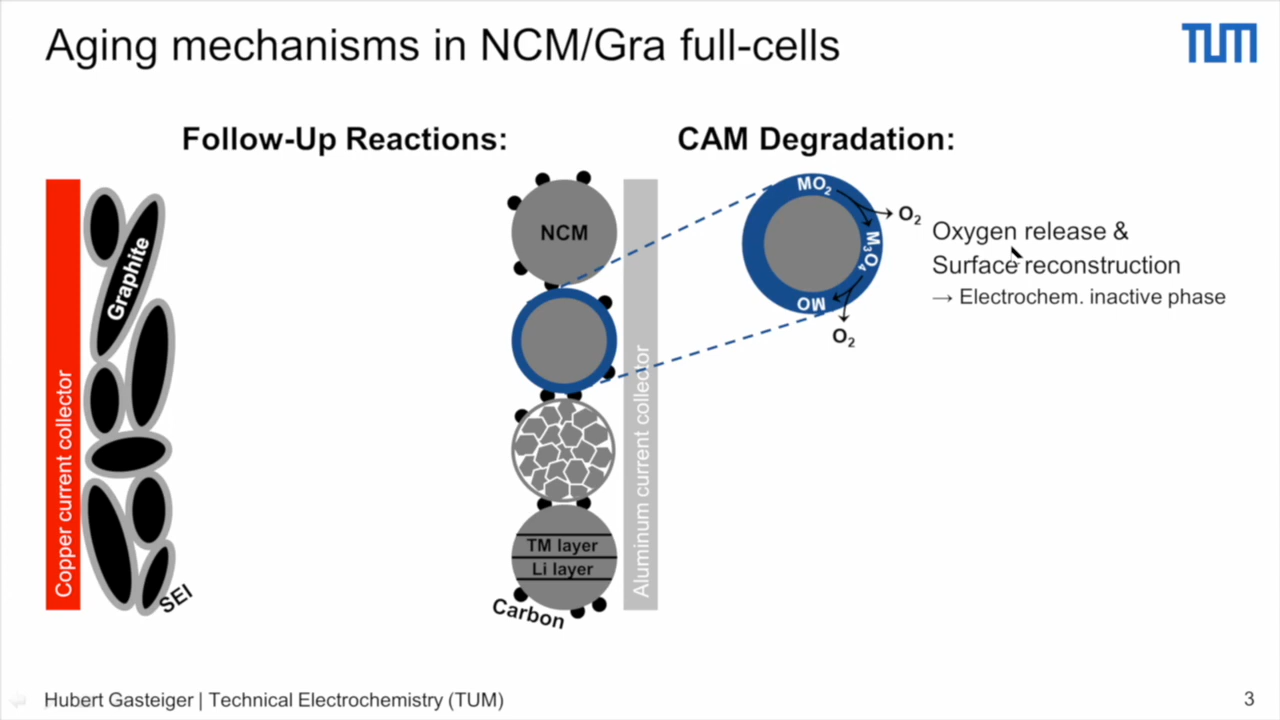 Aging mechanisms in NCM/Gra full-cells
TUM
Follow-Up Reactions:
CAM Degradation:
Copper current collector
Graphite
SEI
NCM
TM layer
Li layer
Carbon
Aluminum current collector
MO₂
O₂
M₃O₄
MO
O₂
Oxygen release &
Surface reconstruction
→ Electrochem. inactive phase
Hubert Gasteiger | Technical Electrochemistry (TUM)
3